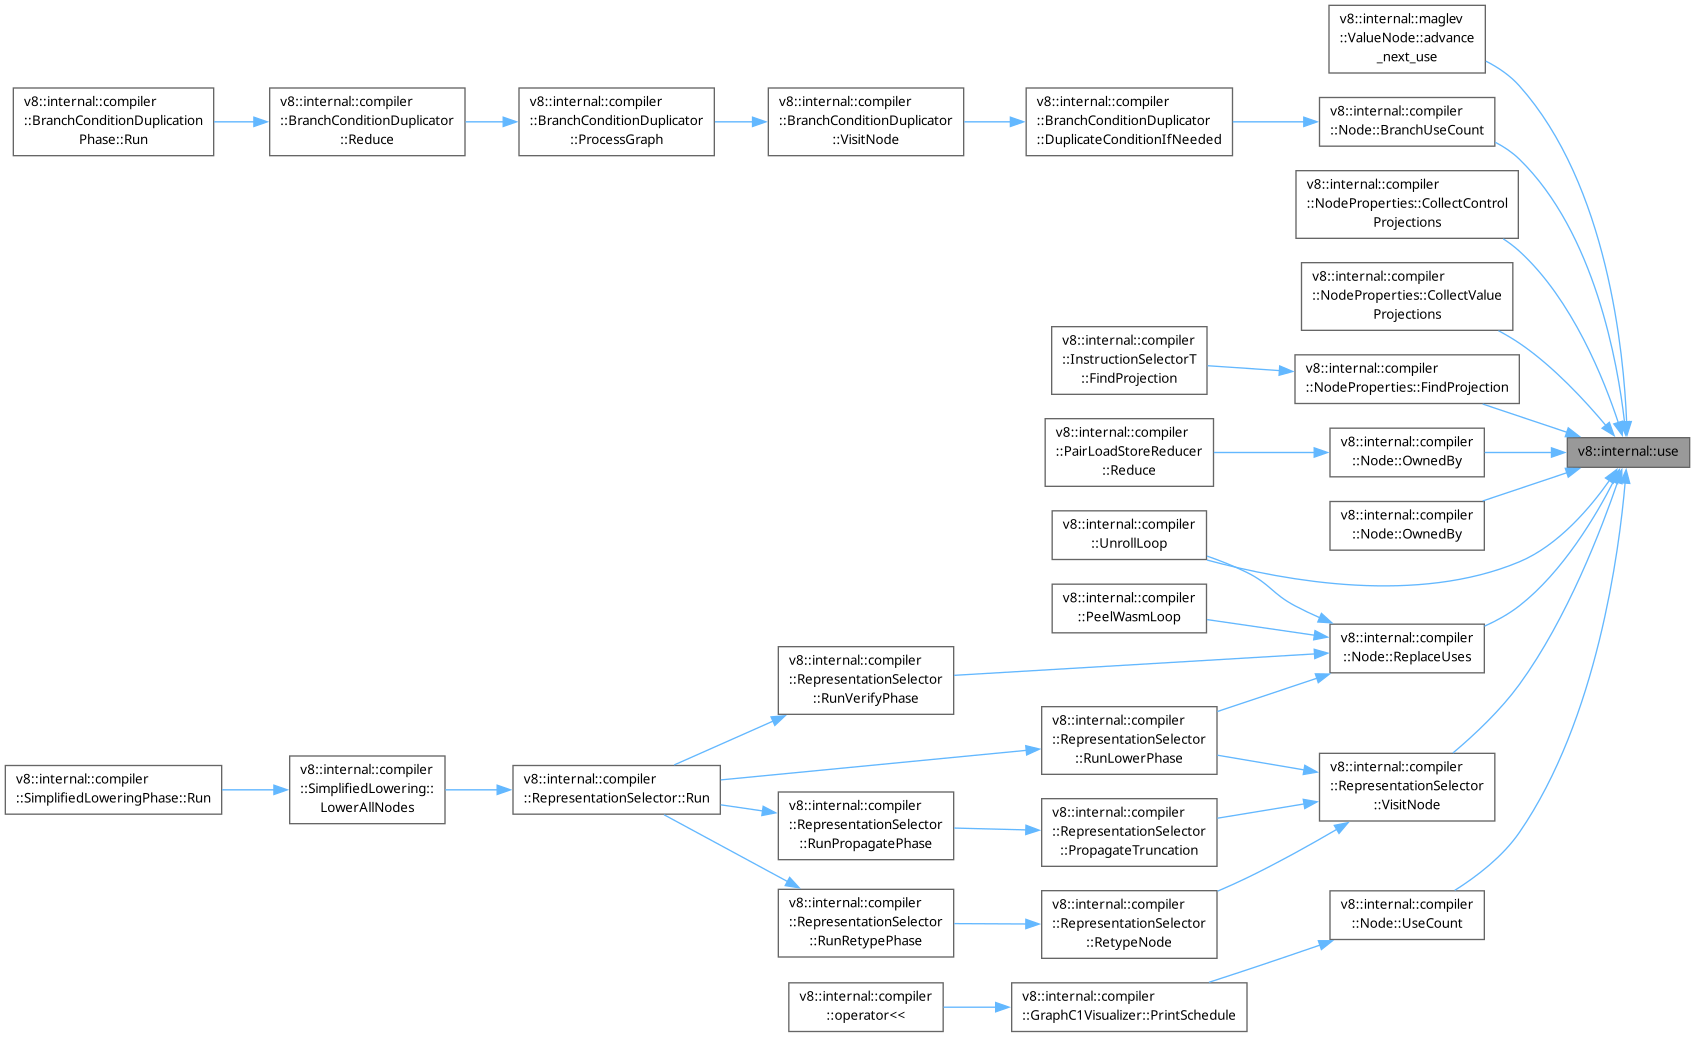 v8::internal::maglev
::ValueNode::advance
_next_use
v8::internal::compiler
::BranchConditionDuplication
Phase::Run
v8::internal::compiler
::BranchConditionDuplicator
::Reduce
v8::internal::compiler
::BranchConditionDuplicator
::ProcessGraph
v8::internal::compiler
::BranchConditionDuplicator
::VisitNode
v8::internal::compiler
::BranchConditionDuplicator
::DuplicateConditionIfNeeded
v8::internal::compiler
::Node::BranchUseCount
v8::internal::compiler
::NodeProperties::CollectControl
Projections
v8::internal::compiler
::NodeProperties::CollectValue
Projections
v8::internal::compiler
::InstructionSelectorT
::FindProjection
v8::internal::compiler
::NodeProperties::FindProjection
v8::internal::compiler
::PairLoadStoreReducer
::Reduce
v8::internal::compiler
::Node::OwnedBy
v8::internal::use
v8::internal::compiler
::Node::OwnedBy
v8::internal::compiler
::UnrollLoop
v8::internal::compiler
::PeelWasmLoop
v8::internal::compiler
::Node::ReplaceUses
v8::internal::compiler
::RepresentationSelector
::RunVerifyPhase
v8::internal::compiler
::RepresentationSelector
::RunLowerPhase
v8::internal::compiler
::SimplifiedLoweringPhase::Run
v8::internal::compiler
::SimplifiedLowering::
LowerAllNodes
v8::internal::compiler
::RepresentationSelector::Run
v8::internal::compiler
::RepresentationSelector
::VisitNode
v8::internal::compiler
::RepresentationSelector
::RunPropagatePhase
v8::internal::compiler
::RepresentationSelector
::PropagateTruncation
v8::internal::compiler
::RepresentationSelector
::RunRetypePhase
v8::internal::compiler
::RepresentationSelector
::RetypeNode
v8::internal::compiler
::Node::UseCount
v8::internal::compiler
::operator<<
v8::internal::compiler
::GraphC1Visualizer::PrintSchedule